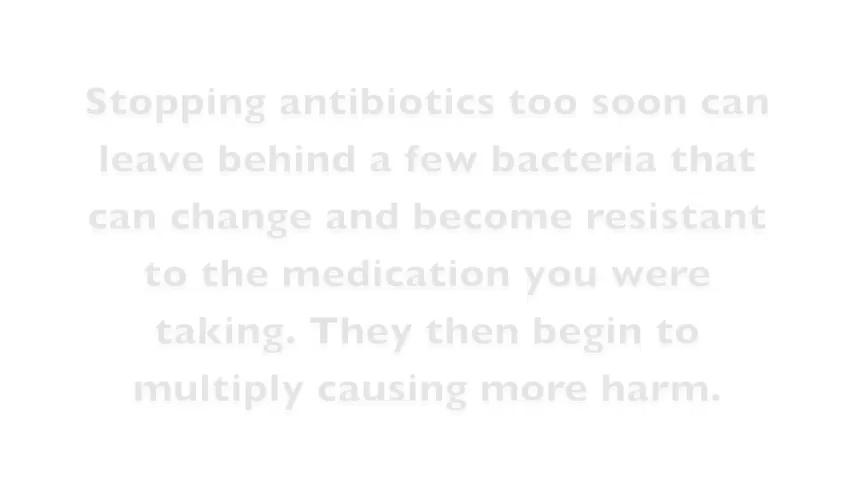 Stopping antibiotics too soon can
leave behind a few bacteria that
can change and become resistant
to the medication you were
taking. They then begin to
multiply causing more harm.